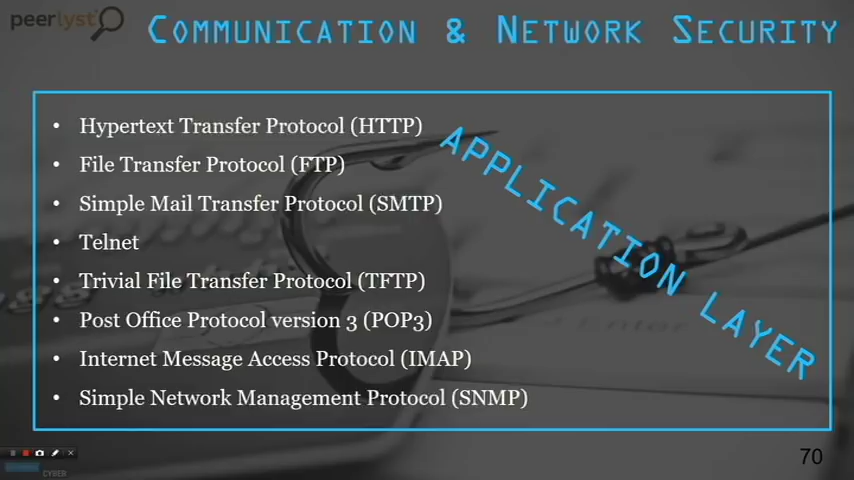 peerlyst
COMMUNICATION & NETWORK SECURITY
• Hypertext Transfer Protocol (HTTP)
• File Transfer Protocol (FTP)
• Simple Mail Transfer Protocol (SMTP)
• Telnet
• Trivial File Transfer Protocol (TFTP)
• Post Office Protocol version 3 (POP3)
• Internet Message Access Protocol (IMAP)
• Simple Network Management Protocol (SNMP)
APPLICATION LAYER
Enter
70
CYBER